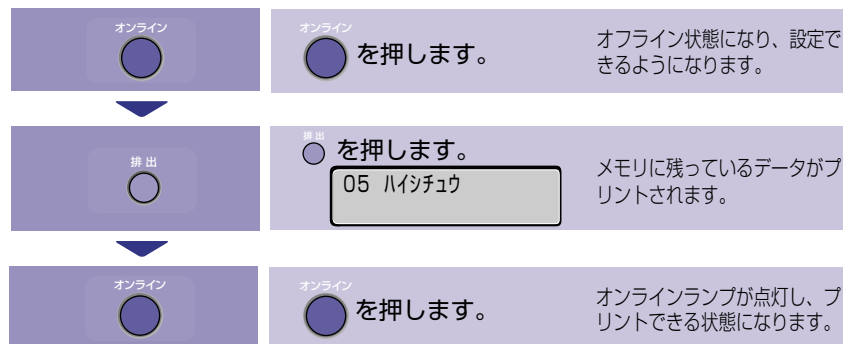 オンライン
オンライン
を押します。
オフライン状態になり、設定で
きるようになります。
排出
排出
を押します。
05 ハイシチュウ
メモリに残っているデータがプ
リントされます。
オンライン
オンライン
を押します。
オンラインランプが点灯し、プ
リントできる状態になります。